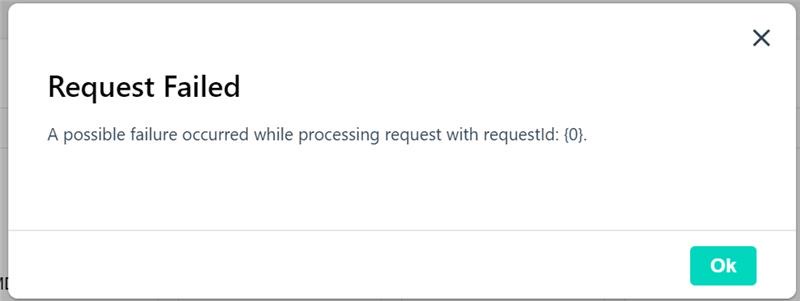 Request Failed
A possible failure occurred while processing request with requestId: {0}.
Ok